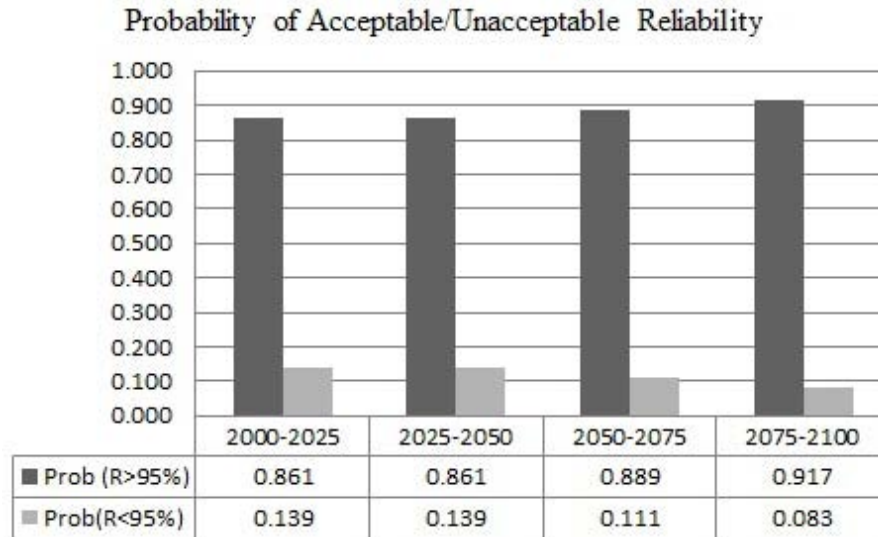 Probability of Acceptable/Unacceptable Reliability
1.000
0.900
0.800
0.700
0.600
0.500
0.400
0.300
0.200
0.100
0.000
2000-2025 2025-2050 2050-2075 2075-2100
Prob (R>95%) 0.861 0.861 0.889 0.917
Prob(R<95%) 0.139 0.139 0.111 0.083